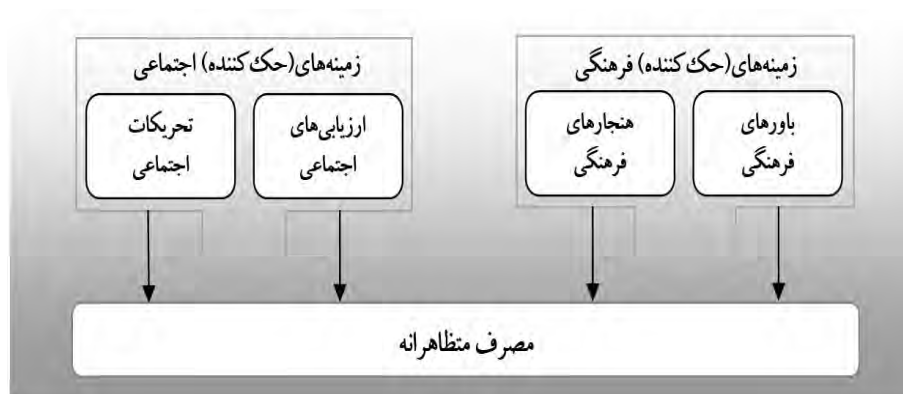 زمینه‌های(حک‌کننده) فرهنگی
باورهای
فرهنگی
هنجارهای
فرهنگی
زمینه‌های(حک‌کننده) اجتماعی
ارزیابی‌های
اجتماعی
تحریکات
اجتماعی
مصرف متظاهرانه